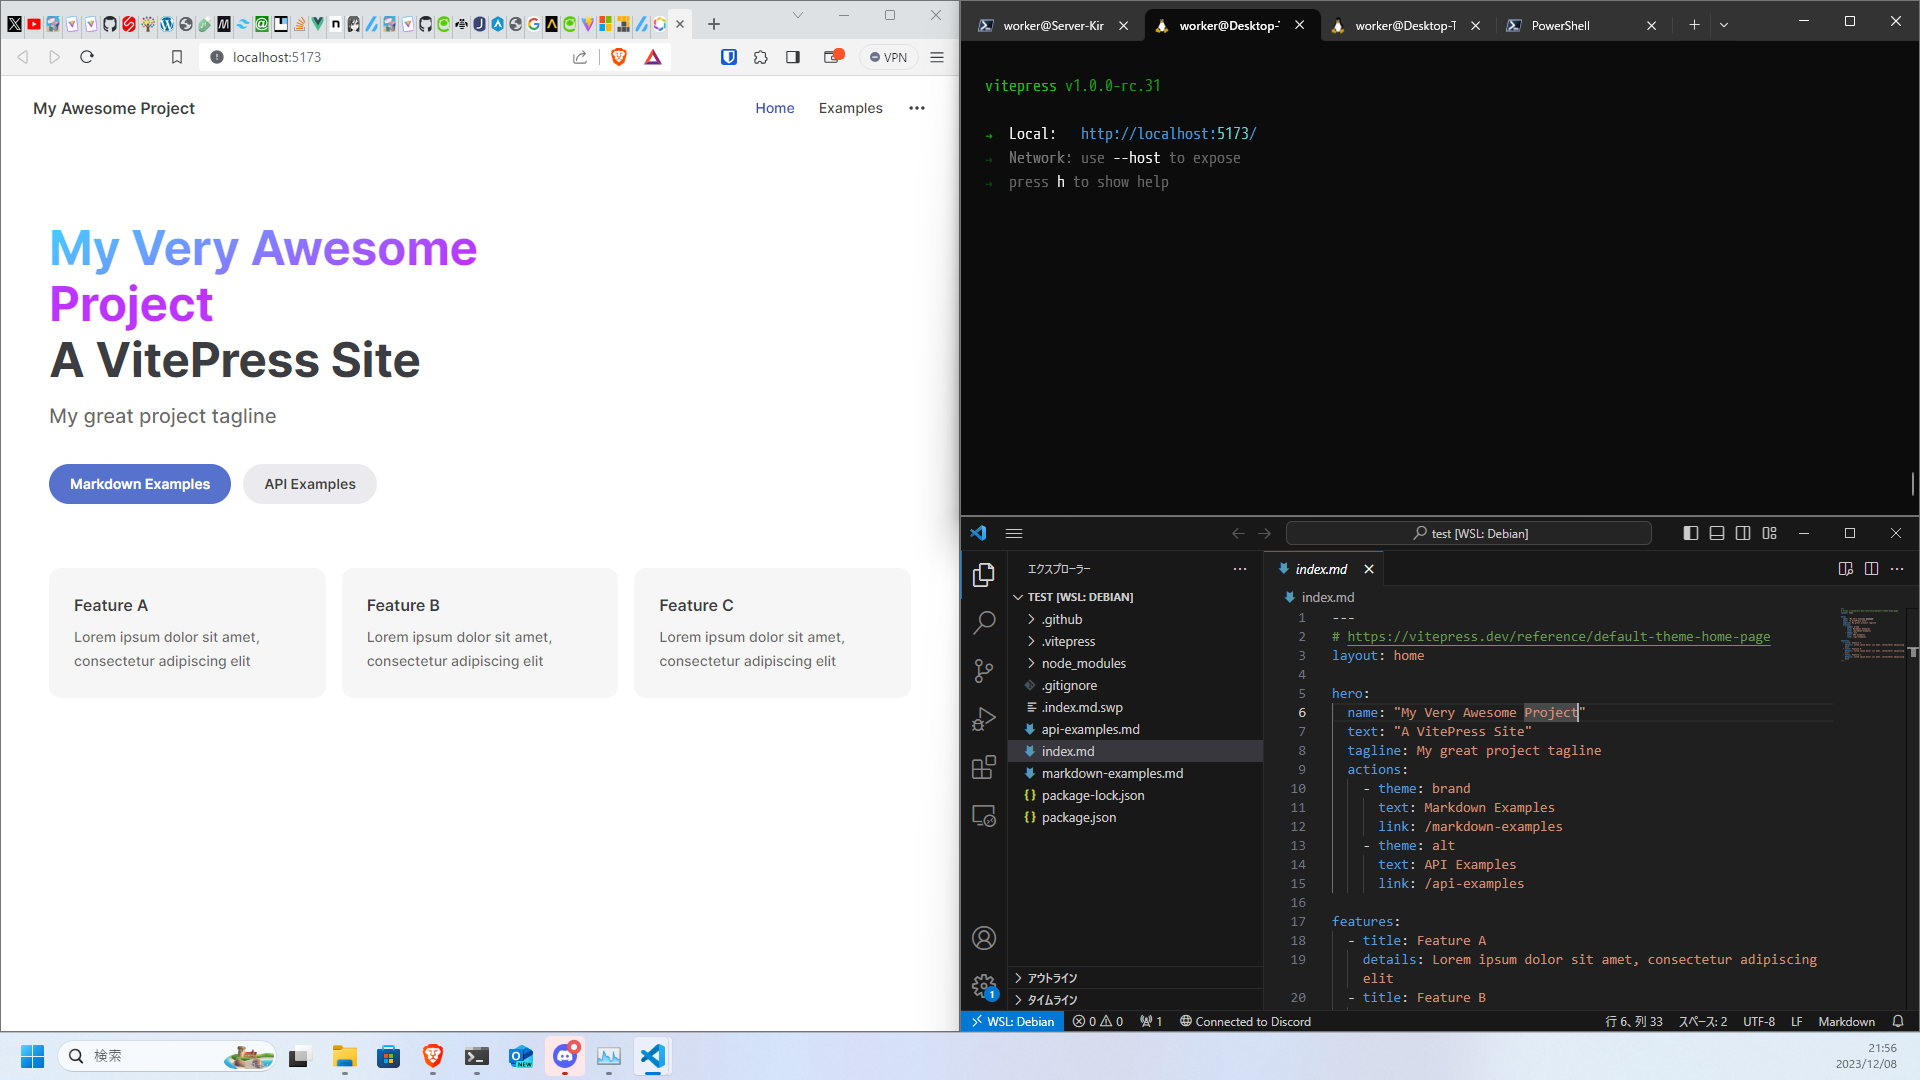 localhost:5173
VPN
My Awesome Project
Home
Examples
My Very Awesome
Project
A VitePress Site
My great project tagline
Markdown Examples
API Examples
Feature A
Lorem ipsum dolor sit amet,
consectetur adipiscing elit
Feature B
Lorem ipsum dolor sit amet,
consectetur adipiscing elit
Feature C
Lorem ipsum dolor sit amet,
consectetur adipiscing elit
worker@Server-Kir
worker@Desktop-
worker@Desktop-T
PowerShell
vitepress v1.0.0-rc.31
➜ Local: http://localhost:5173/
➜ Network: use --host to expose
➜ press h to show help
test [WSL: Debian]
エクスプローラー
TEST [WSL: DEBIAN]
.github
.vitepress
node_modules
.gitignore
.index.md.swp
api-examples.md
index.md
markdown-examples.md
package-lock.json
package.json
アウトライン
タイムライン
index.md
index.md
1 ---
2 # https://vitepress.dev/reference/default-theme-home-page
3 layout: home
4
5 hero:
6 name: "My Very Awesome Project"
7 text: "A VitePress Site"
8 tagline: My great project tagline
9 actions:
10 - theme: brand
11 text: Markdown Examples
12 link: /markdown-examples
13 - theme: alt
14 text: API Examples
15 link: /api-examples
16
17 features:
18 - title: Feature A
19 details: Lorem ipsum dolor sit amet, consectetur adipiscing
elit
20 - title: Feature B
1
WSL: Debian
0 0
1
Connected to Discord
行 6、列 33
スペース: 2
UTF-8
LF
Markdown
検索
NEW
21:56
2023/12/08